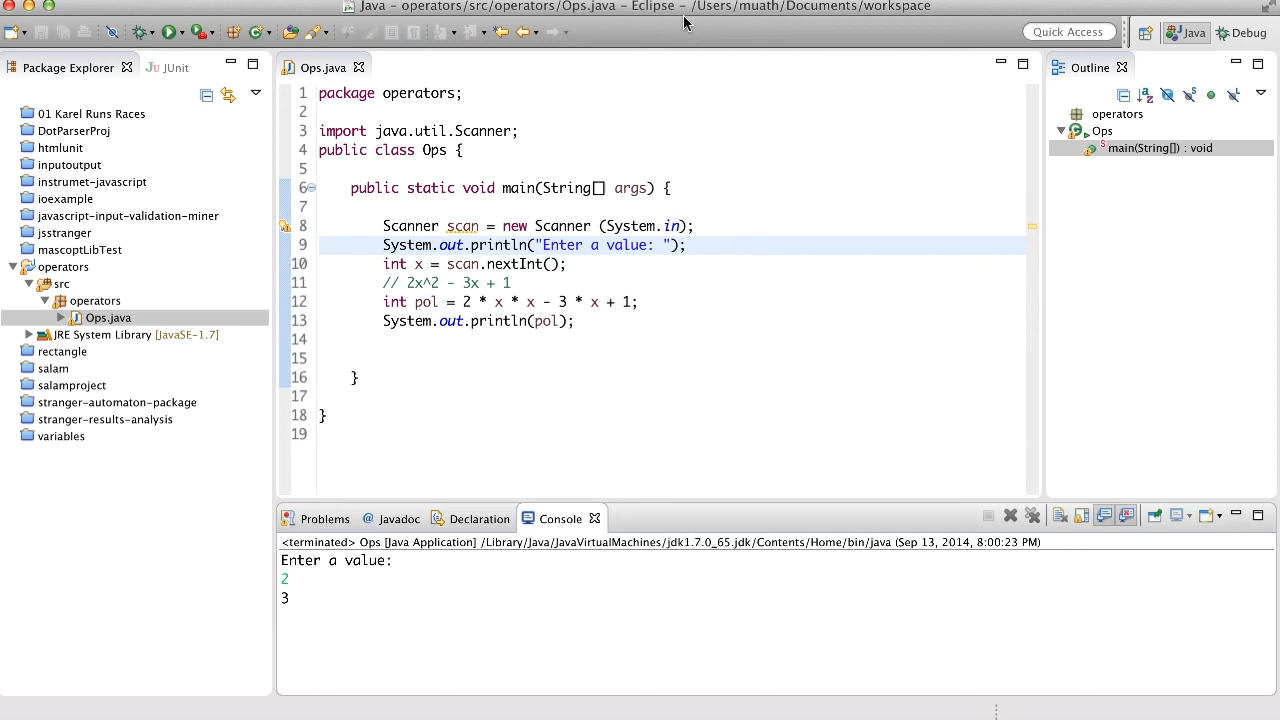 Java - operators/src/operators/Ops.java - Eclipse - /Users/muath/Documents/workspace
Quick Access
Java
Debug
Package Explorer
JUnit
01 Karel Runs Races
DotParserProj
htmlunit
inputoutput
instrumet-javascript
ioexample
javascript-input-validation-miner
jsstranger
mascoptLibTest
operators
src
operators
Ops.java
JRE System Library [JavaSE-1.7]
rectangle
salam
salamproject
stranger-automaton-package
stranger-results-analysis
variables
Ops.java
1 package operators;
2
3 import java.util.Scanner;
4 public class Ops {
5
6 public static void main(String[] args) {
7
8 Scanner scan = new Scanner (System.in);
9 System.out.println("Enter a value: ");
10 int x = scan.nextInt();
11 // 2x^2 - 3x + 1
12 int pol = 2 * x * x - 3 * x + 1;
13 System.out.println(pol);
14
15
16 }
17
18 }
19
Outline
operators
Ops
main(String[]) : void
Problems
@ Javadoc
Declaration
Console
<terminated> Ops [Java Application] /Library/Java/JavaVirtualMachines/jdk1.7.0_65.jdk/Contents/Home/bin/java (Sep 13, 2014, 8:00:23 PM)
Enter a value:
2
3